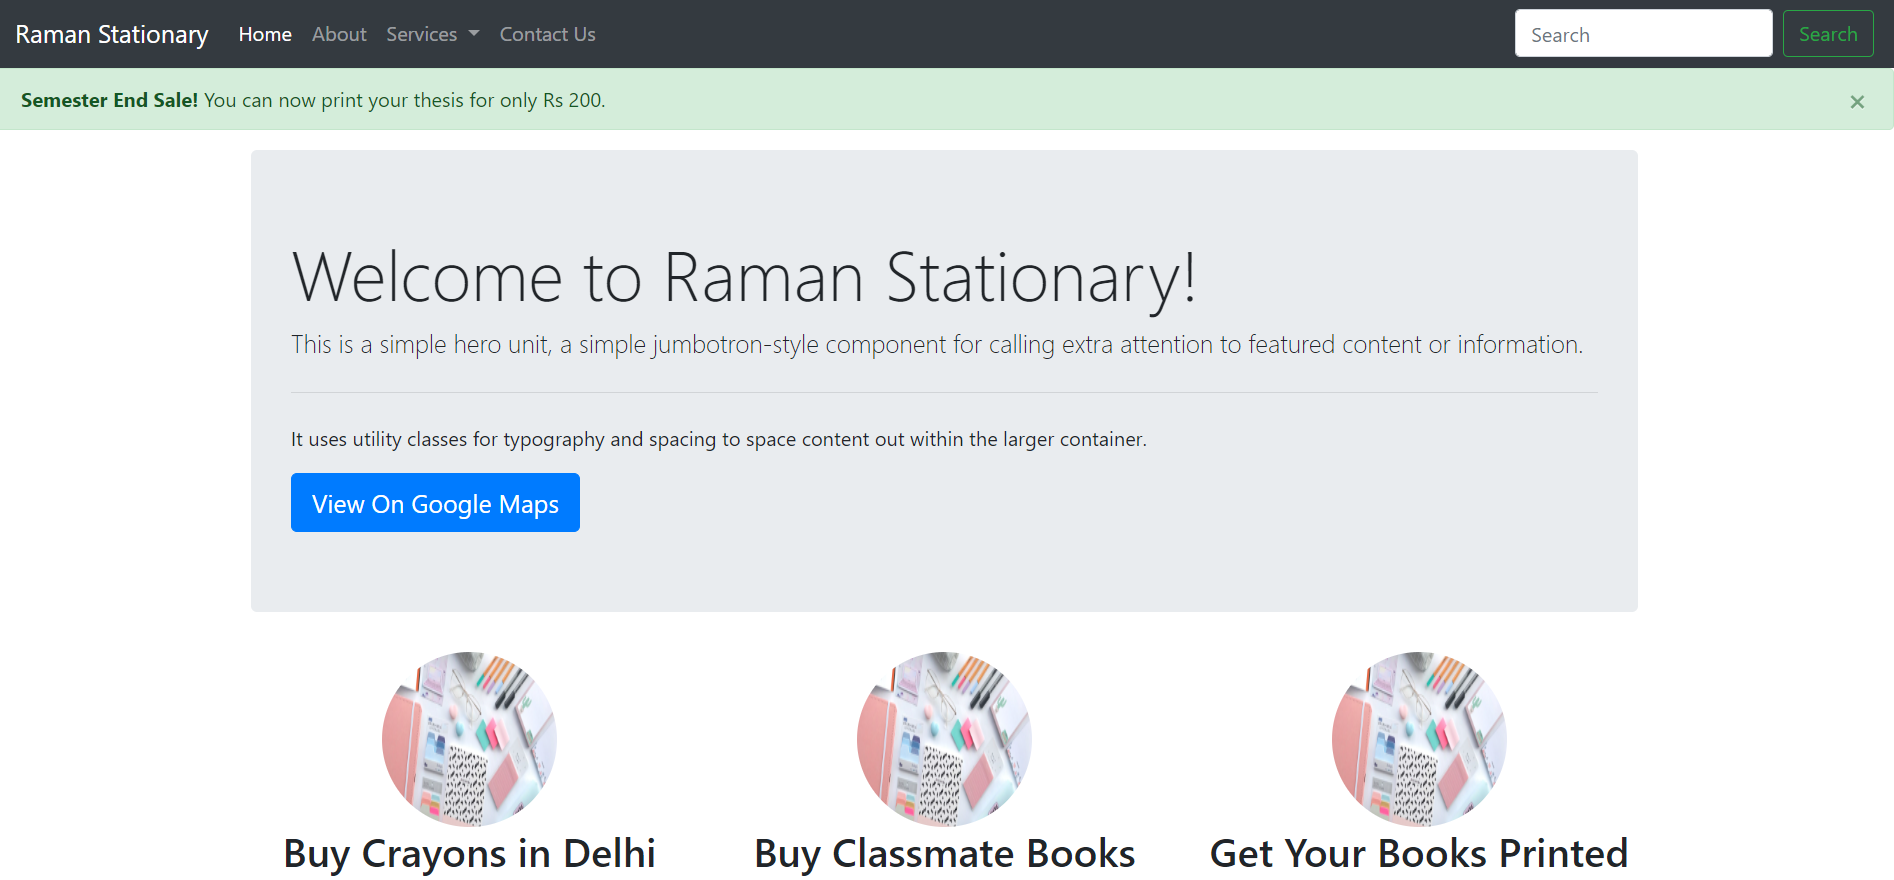 Raman Stationary Home About Services Contact Us Search Search
Semester End Sale! You can now print your thesis for only Rs 200. ×
Welcome to Raman Stationary!
This is a simple hero unit, a simple jumbotron-style component for calling extra attention to featured content or information.
It uses utility classes for typography and spacing to space content out within the larger container.
View On Google Maps
Buy Crayons in Delhi Buy Classmate Books Get Your Books Printed